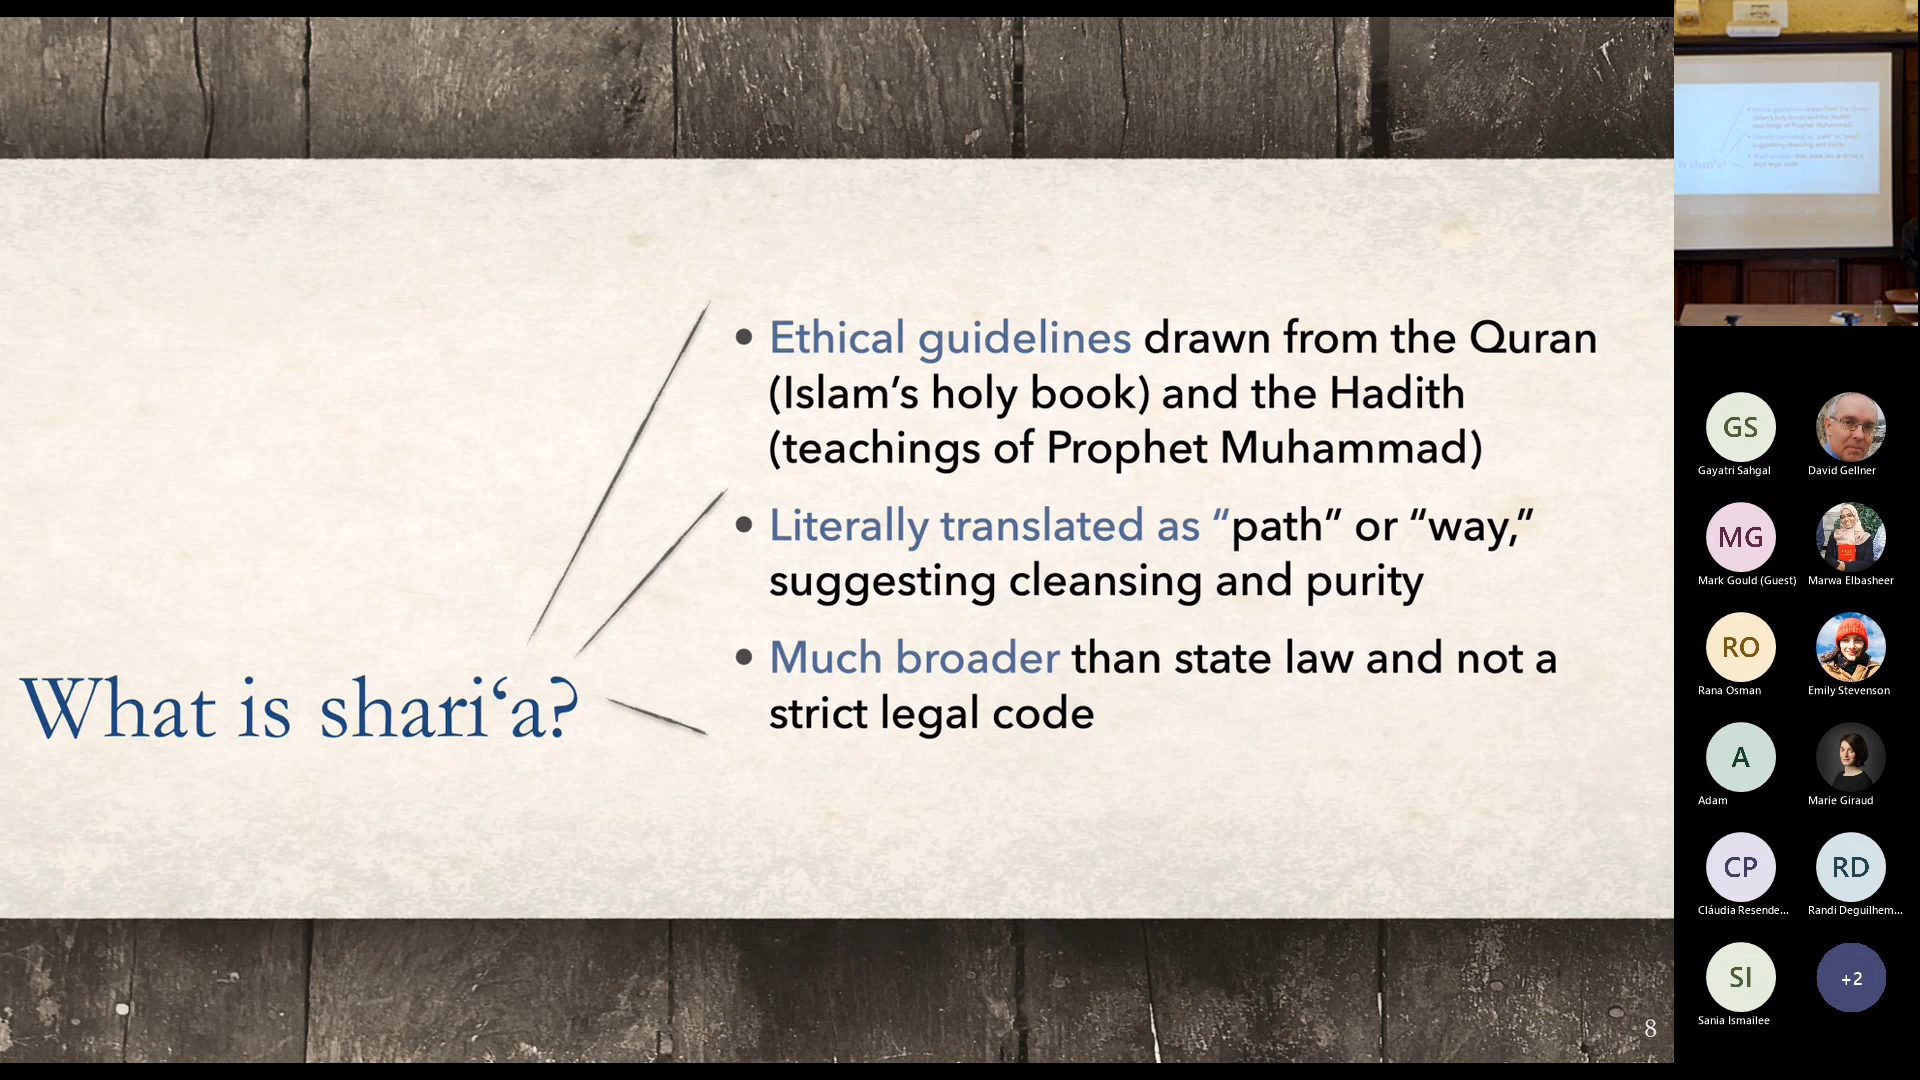 What is shari‘a?
• Ethical guidelines drawn from the Quran
(Islam’s holy book) and the Hadith
(teachings of Prophet Muhammad)
• Literally translated as “path” or “way,”
suggesting cleansing and purity
• Much broader than state law and not a
strict legal code
8
GS
Gayatri Sahgal
David Gellner
MG
Mark Gould (Guest)
Marwa Elbasheer
RO
Rana Osman
Emily Stevenson
A
Adam
Marie Giraud
CP
Cláudia Resende...
RD
Randi Deguilhem...
SI
Sania Ismailee
+2